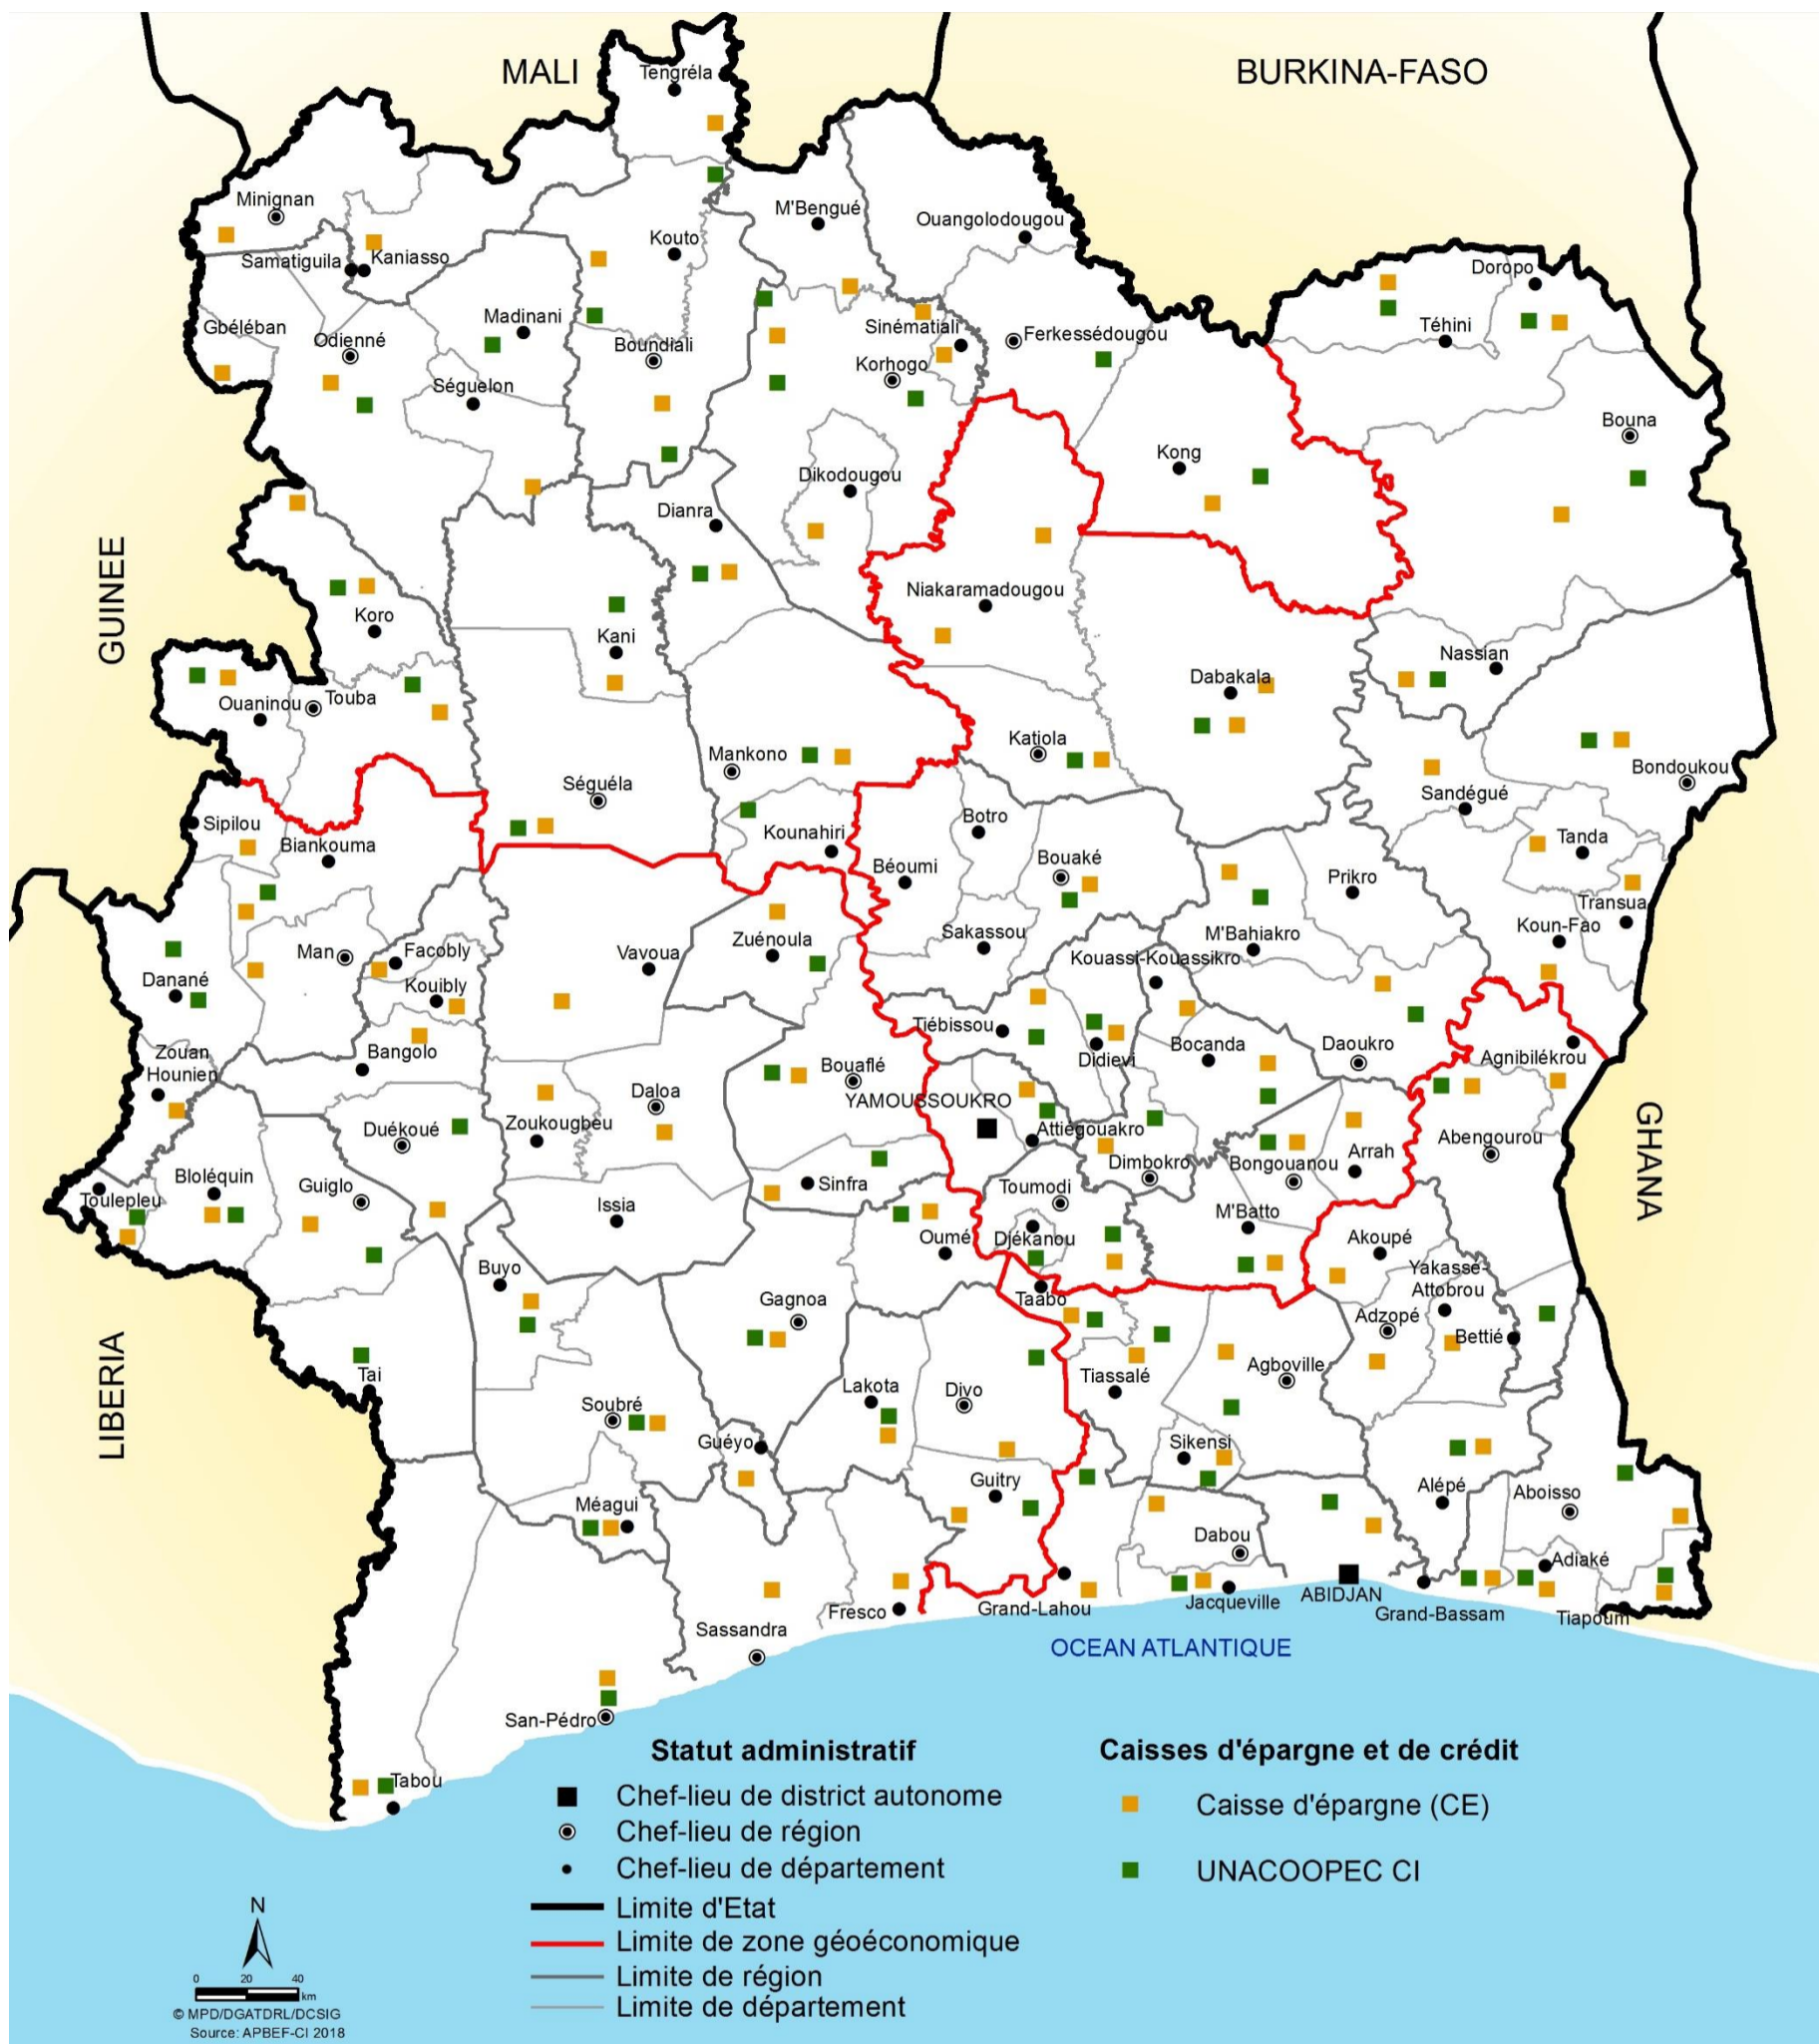 MALI
BURKINA-FASO
Tengréla
Minignan
M'Bengué
Ouangolodougou
Kouto
Samatiguila
Kaniasso
Doropo
Gbéléban
Odienné
Madinani
Boundiali
Sinématiali
Ferkessédougou
Téhini
Korhogo
Séguelon
Bouna
Kong
Dikodougou
Dianra
GUINEE
Niakaramadougou
Koro
Kani
Nassian
Dabakala
Ouaninou
Touba
Katiola
Mankono
Bondoukou
Séguéla
Sandégué
Sipilou
Biankouma
Kounahiri
Botro
Tanda
Béoumi
Bouaké
Prikro
Transua
Koun-Fao
Man
Facobly
Vavoua
Zuénoula
Sakassou
M'Bahiakro
Kouassi-Kouassikro
Danané
Kouibly
Tiébissou
Didievi
Bocanda
Daoukro
Agnibilékrou
Zouan
Hounien
Bangolo
Bouaflé
Daloa
YAMOUSSOUKRO
Zoukougbeu
Duékoué
Attiégouakro
Arrah
Abengourou
GHANA
Dimbokro
Bongouanou
Bloléquin
Guiglo
Sinfra
Toumodi
Toulepleu
Issia
M'Batto
Oumé
Djékanou
Akoupé
Buyo
Yakassé-
Attobrou
Taabo
Gagnoa
Adzopé
Bettié
LIBERIA
Tai
Tiassalé
Agboville
Lakota
Divo
Soubré
Guéyo
Sikensi
Guitry
Alépé
Aboisso
Méagui
Dabou
Adiaké
Fresco
Grand-Lahou
Jacqueville
ABIDJAN
Grand-Bassam
Tiapoum
Sassandra
OCEAN ATLANTIQUE
San-Pédro
Tabou
Statut administratif
Chef-lieu de district autonome
Chef-lieu de région
Chef-lieu de département
Limite d'Etat
Limite de zone géoéconomique
Limite de région
Limite de département
Caisses d'épargne et de crédit
Caisse d'épargne (CE)
UNACOOPEC CI
N
0 20 40
km
© MPD/DGATDRL/DCSIG
Source: APBEF-CI 2018